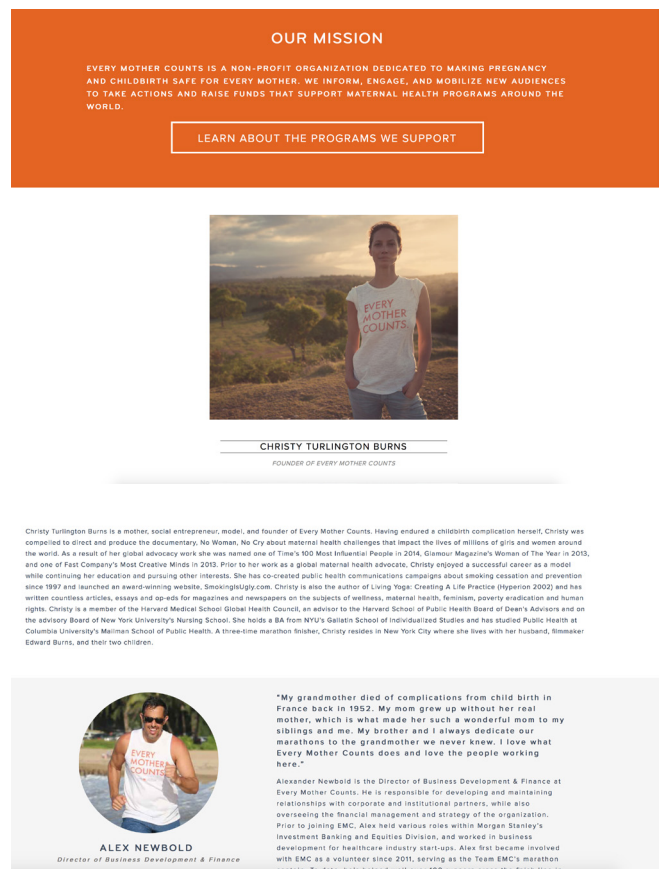 OUR MISSION
EVERY MOTHER COUNTS IS A NON-PROFIT ORGANIZATION DEDICATED TO MAKING PREGNANCY
AND CHILDBIRTH SAFE FOR EVERY MOTHER. WE INFORM, ENGAGE, AND MOBILIZE NEW AUDIENCES
TO TAKE ACTIONS AND RAISE FUNDS THAT SUPPORT MATERNAL HEALTH PROGRAMS AROUND THE
WORLD.
LEARN ABOUT THE PROGRAMS WE SUPPORT
EVERY
MOTHER
COUNTS
CHRISTY TURLINGTON BURNS
FOUNDER OF EVERY MOTHER COUNTS
Christy Turlington Burns is a mother, social entrepreneur, model, and founder of Every Mother Counts. Having endured a childbirth complication herself, Christy was
compelled to direct and produce the documentary, No Woman, No Cry about maternal health challenges that impact the lives of millions of girls and women around
the world. As a result of her global advocacy work she was named one of Time's 100 Most Influential People in 2014, Glamour Magazine's Woman of The Year in 2013,
and one of Fast Company's Most Creative Minds in 2013. Prior to her work as a global maternal health advocate, Christy enjoyed a successful career as a model
while continuing her education and pursuing other interests. She has co-created public health communications campaigns about smoking cessation and prevention
since 1997 and launched an award-winning website, SmokingIsUgly.com. Christy is also the author of Living Yoga: Creating A Life Practice (Hyperion 2002) and has
written countless articles, essays and op-eds for magazines and newspapers on the subjects of wellness, maternal health, feminism, poverty eradication and human
rights. Christy is a member of the Harvard Medical School Global Health Council, an advisor to the Harvard School of Public Health Board of Dean's Advisors and on
the advisory Board of New York University's Nursing School. She holds a BA from NYU's Gallatin School of Individualized Studies and has studied Public Health at
Columbia University's Mailman School of Public Health. A three-time marathon finisher, Christy resides in New York City where she lives with her husband, filmmaker
Edward Burns, and their two children.
EVERY
MOTHER
COUNTS
ALEX NEWBOLD
Director of Business Development & Finance
"My grandmother died of complications from child birth in
France back in 1952. My mom grew up without her real
mother, which is what made her such a wonderful mom to my
siblings and me. My brother and I always dedicate our
marathons to the grandmother we never knew. I love what
Every Mother Counts does and love the people working
here."
Alexander Newbold is the Director of Business Development & Finance at
Every Mother Counts. He is responsible for developing and maintaining
relationships with corporate and institutional partners, while also
overseeing the financial management and strategy of the organization.
Prior to joining EMC, Alex held various roles within Morgan Stanley's
Investment Banking and Equities Division, and worked in business
development for healthcare industry start-ups. Alex first became involved
with EMC as a volunteer since 2011, serving as the Team EMC's marathon